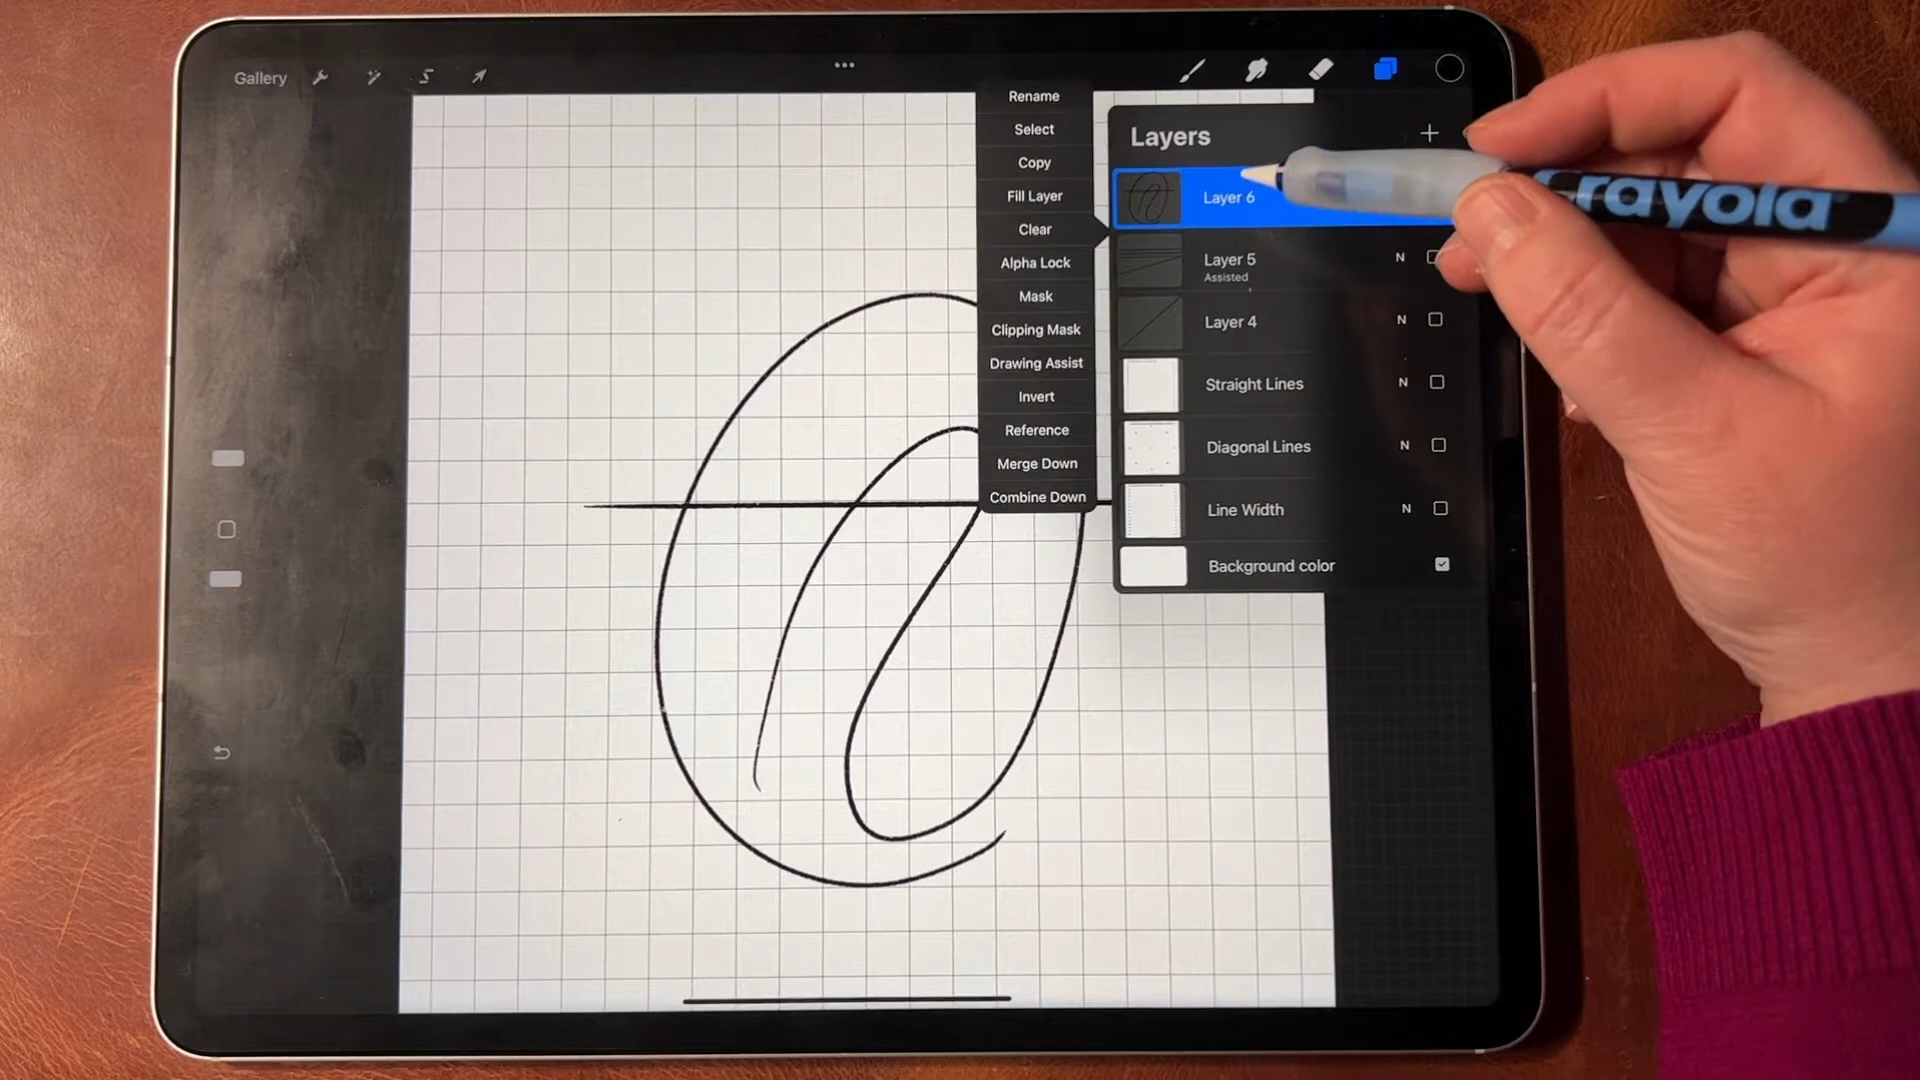 Gallery
Rename
Select
Copy
Fill Layer
Clear
Alpha Lock
Mask
Clipping Mask
Drawing Assist
Invert
Reference
Merge Down
Combine Down
Layers
Layer 6
Layer 5 N
Assisted
Layer 4 N
Straight Lines N
Diagonal Lines N
Line Width N
Background color
Crayola